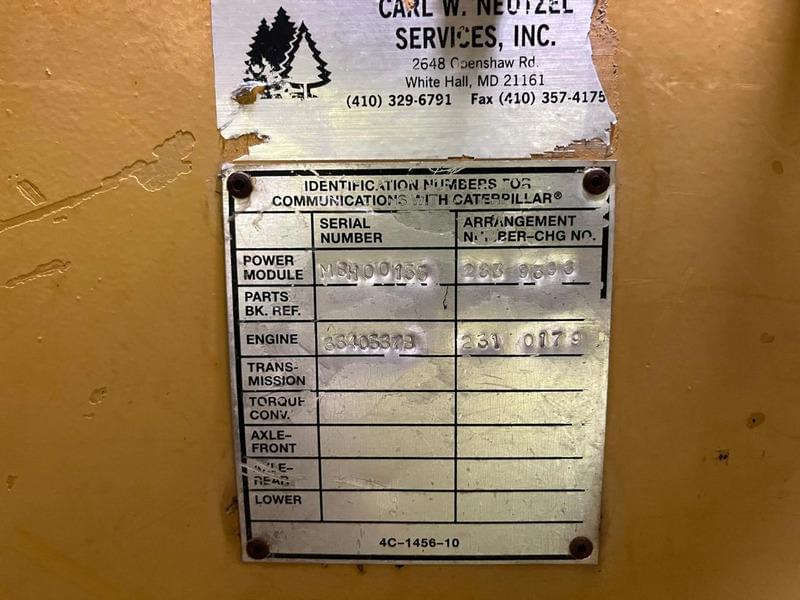 CARL W. NEUTZEL
SERVICES, INC.
2648 Openshaw Rd.
White Hall, MD 21161
(410) 329-6791 Fax (410) 357-4175
IDENTIFICATION NUMBERS FOR
COMMUNICATIONS WITH CATERPILLAR®
SERIAL
NUMBER
ARRANGEMENT
NUMBER-CHG NO.
POWER
MODULE
PARTS
BK. REF.
ENGINE
231 0179
TRANS-
MISSION
TORQUE
CONV.
AXLE-
FRONT
AXLE-
REAR
LOWER
4C-1456-10